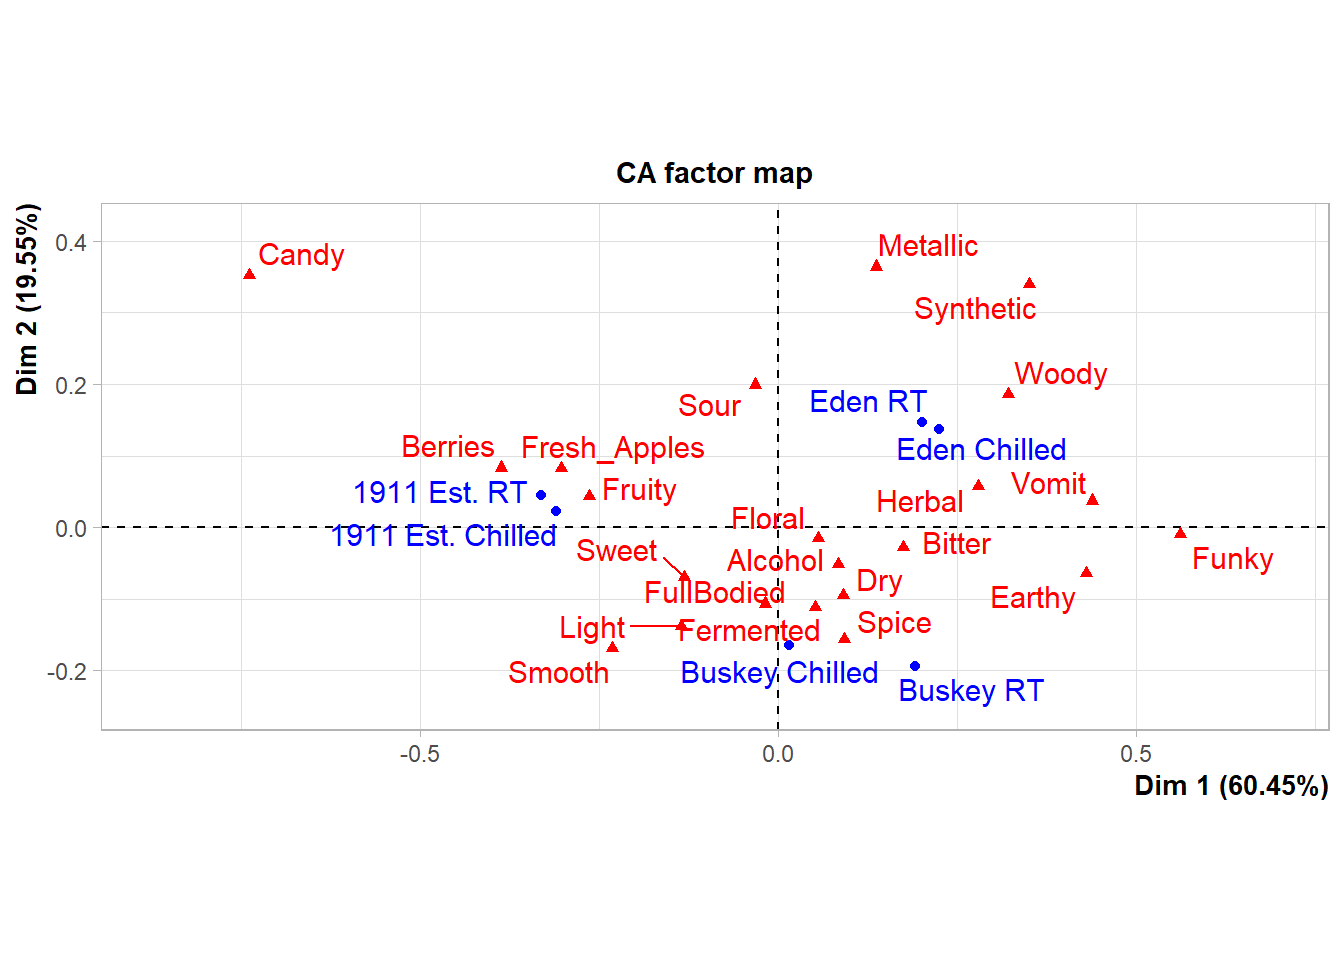 CA factor map
Dim 2 (19.55%)
0.4
0.2
0.0
-0.2
Candy
Metallic
Synthetic
Woody
Sour
Eden RT
Eden Chilled
Berries
Fresh_Apples
1911 Est. RT
Fruity
Herbal
Vomit
Floral
1911 Est. Chilled
Sweet
Alcohol
Bitter
Funky
FullBodied
Dry
Earthy
Light
Fermented
Spice
Smooth
Buskey Chilled
Buskey RT
-0.5
0.0
0.5
Dim 1 (60.45%)